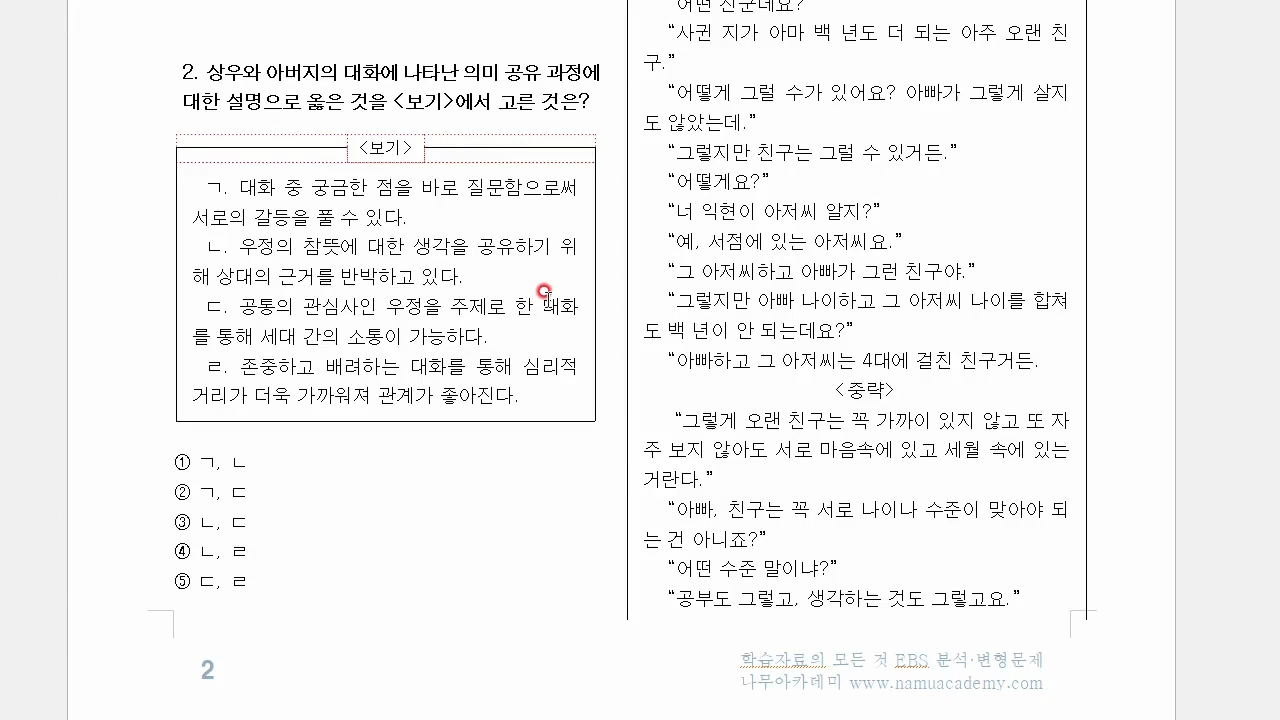 2. 상우와 아버지의 대화에 나타난 의미 공유 과정에
대한 설명으로 옳은 것을 <보기>에서 고른 것은?
<보기>
ㄱ. 대화 중 궁금한 점을 바로 질문함으로써
서로의 갈등을 풀 수 있다.
ㄴ. 우정의 참뜻에 대한 생각을 공유하기 위
해 상대의 근거를 반박하고 있다.
ㄷ. 공통의 관심사인 우정을 주제로 한 대화
를 통해 세대 간의 소통이 가능하다.
ㄹ. 존중하고 배려하는 대화를 통해 심리적
거리가 더욱 가까워져 관계가 좋아진다.
① ㄱ, ㄴ
② ㄱ, ㄷ
③ ㄴ, ㄷ
④ ㄴ, ㄹ
⑤ ㄷ, ㄹ
“어떤 친군데요?”
“사귄 지가 아마 백 년도 더 되는 아주 오랜 친
구.”
“어떻게 그럴 수가 있어요? 아빠가 그렇게 살지
도 않았는데.”
“그렇지만 친구는 그럴 수 있거든.”
“어떻게요?”
“너 익현이 아저씨 알지?”
“예, 서점에 있는 아저씨요.”
“그 아저씨하고 아빠가 그런 친구야.”
“그렇지만 아빠 나이하고 그 아저씨 나이를 합쳐
도 백 년이 안 되는데요?”
“아빠하고 그 아저씨는 4대에 걸친 친구거든.
<중략>
“그렇게 오랜 친구는 꼭 가까이 있지 않고 또 자
주 보지 않아도 서로 마음속에 있고 세월 속에 있는
거란다.”
“아빠, 친구는 꼭 서로 나이나 수준이 맞아야 되
는 건 아니죠?”
“어떤 수준 말이냐?”
“공부도 그렇고, 생각하는 것도 그렇고요.”
2
학습자료의 모든 것 EBS 분석·변형문제
나무아카데미 www.namuacademy.com